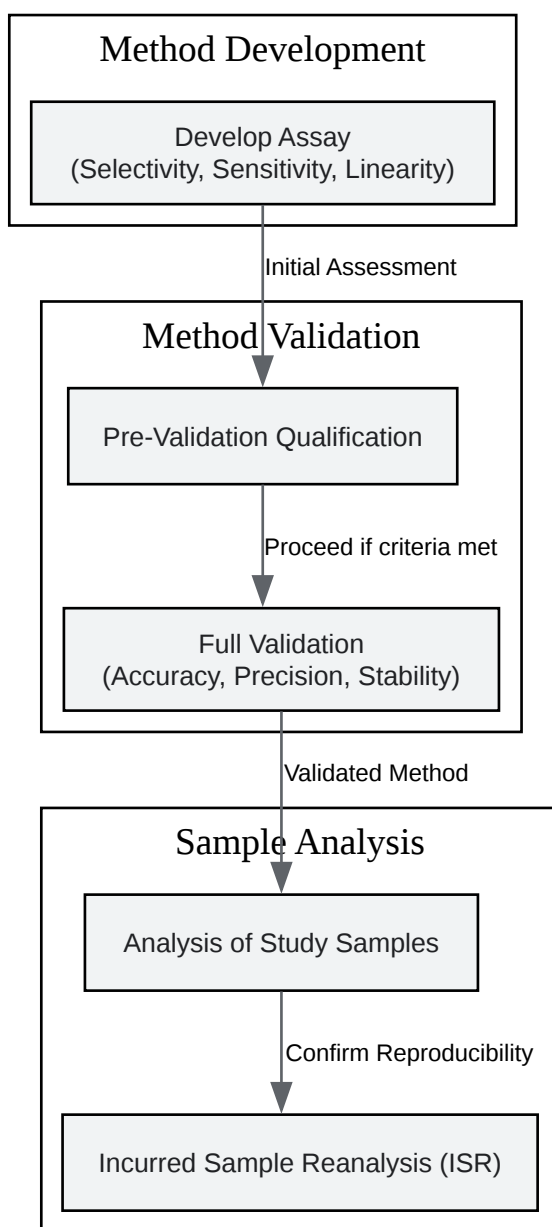 Method Development
Develop Assay
(Selectivity, Sensitivity, Linearity)
Initial Assessment
Method Validation
Pre-Validation Qualification
Proceed if criteria met
Full Validation
(Accuracy, Precision, Stability)
Validated Method
Sample Analysis
Analysis of Study Samples
Confirm Reproducibility
Incurred Sample Reanalysis (ISR)